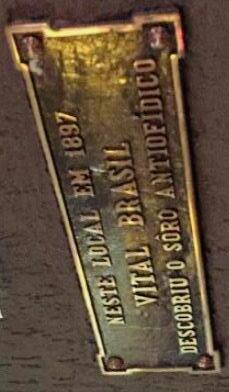 NESTE LOCAL EM 1897
VITAL BRASIL
DESCOBRIU O SÔRO ANTIOFÍDICO